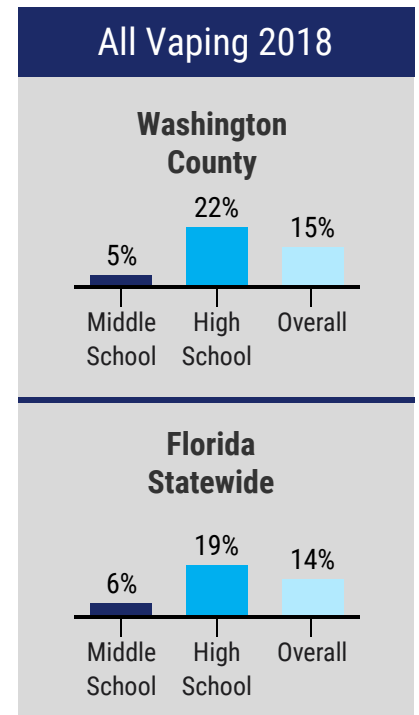 All Vaping 2018
Washington
County
22%
15%
5%
Middle High Overall
School School
Florida
Statewide
19%
14%
6%
Middle High Overall
School School